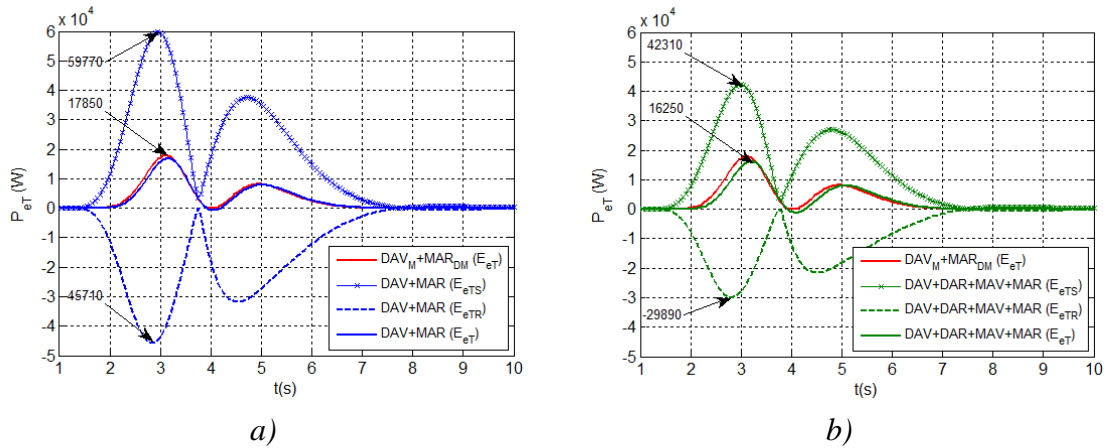 x 10^4
6
5
4
3
2
1
0
-1
-2
-3
-4
-5
P_eT (W)
59770
17850
45710
DAV_M+MAR_DM (E_eT)
DAV+MAR (E_eTS)
DAV+MAR (E_eTR)
DAV+MAR (E_eT)
1 2 3 4 5 6 7 8 9 10
t(s)
a)
x 10^4
6
5
4
3
2
1
0
-1
-2
-3
-4
-5
P_eT (W)
42310
16250
-29890
DAV_M+MAR_DM (E_eT)
DAV+DAR+MAV+MAR (E_eTS)
DAV+DAR+MAV+MAR (E_eTR)
DAV+DAR+MAV+MAR (E_eT)
1 2 3 4 5 6 7 8 9 10
t(s)
b)